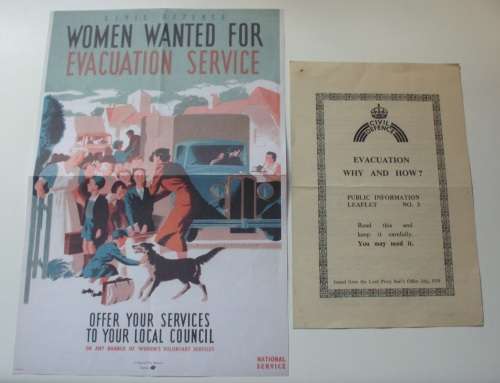 CIVIL DEFENCE
WOMEN WANTED FOR
EVACUATION SERVICE
OFFER YOUR SERVICES
TO YOUR LOCAL COUNCIL
OR ANY BRANCH OF WOMEN'S VOLUNTARY SERVICES
NATIONAL
SERVICE
CIVIL
DEFENCE
EVACUATION
WHY AND HOW?
PUBLIC INFORMATION
LEAFLET NO. 3
Read this and
keep it carefully.
You may need it.
Issued from the Lord Privy Seal's Office July, 1939